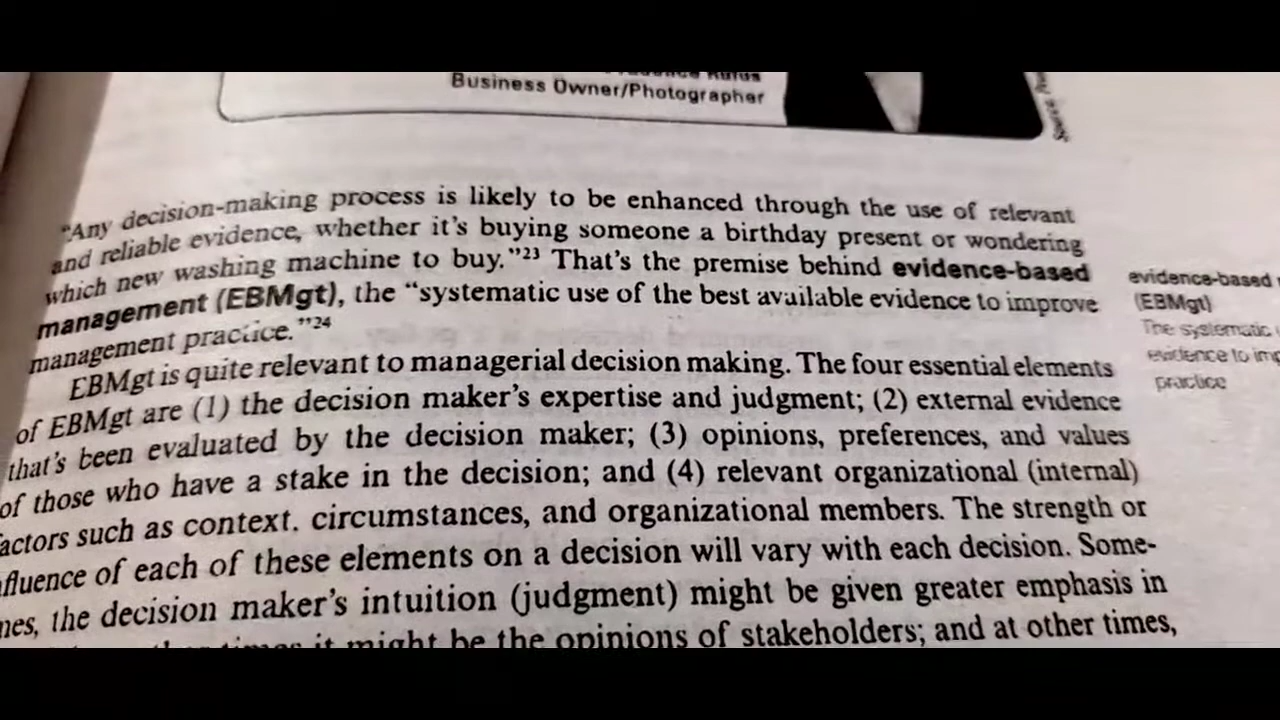 Business Owner/Photographer
"Any decision-making process is likely to be enhanced through the use of relevant
and reliable evidence, whether it's buying someone a birthday present or wondering
which new washing machine to buy."23 That's the premise behind evidence-based
management (EBMgt), the "systematic use of the best available evidence to improve
management practice."24
EBMgt is quite relevant to managerial decision making. The four essential elements
of EBMgt are (1) the decision maker's expertise and judgment; (2) external evidence
that's been evaluated by the decision maker; (3) opinions, preferences, and values
of those who have a stake in the decision; and (4) relevant organizational (internal)
actors such as context. circumstances, and organizational members. The strength or
fluence of each of these elements on a decision will vary with each decision. Some-
nes, the decision maker's intuition (judgment) might be given greater emphasis in
it might be the opinions of stakeholders; and at other times,
evidence-based
(EBMgt)
The systematic
evidence to imp
practice